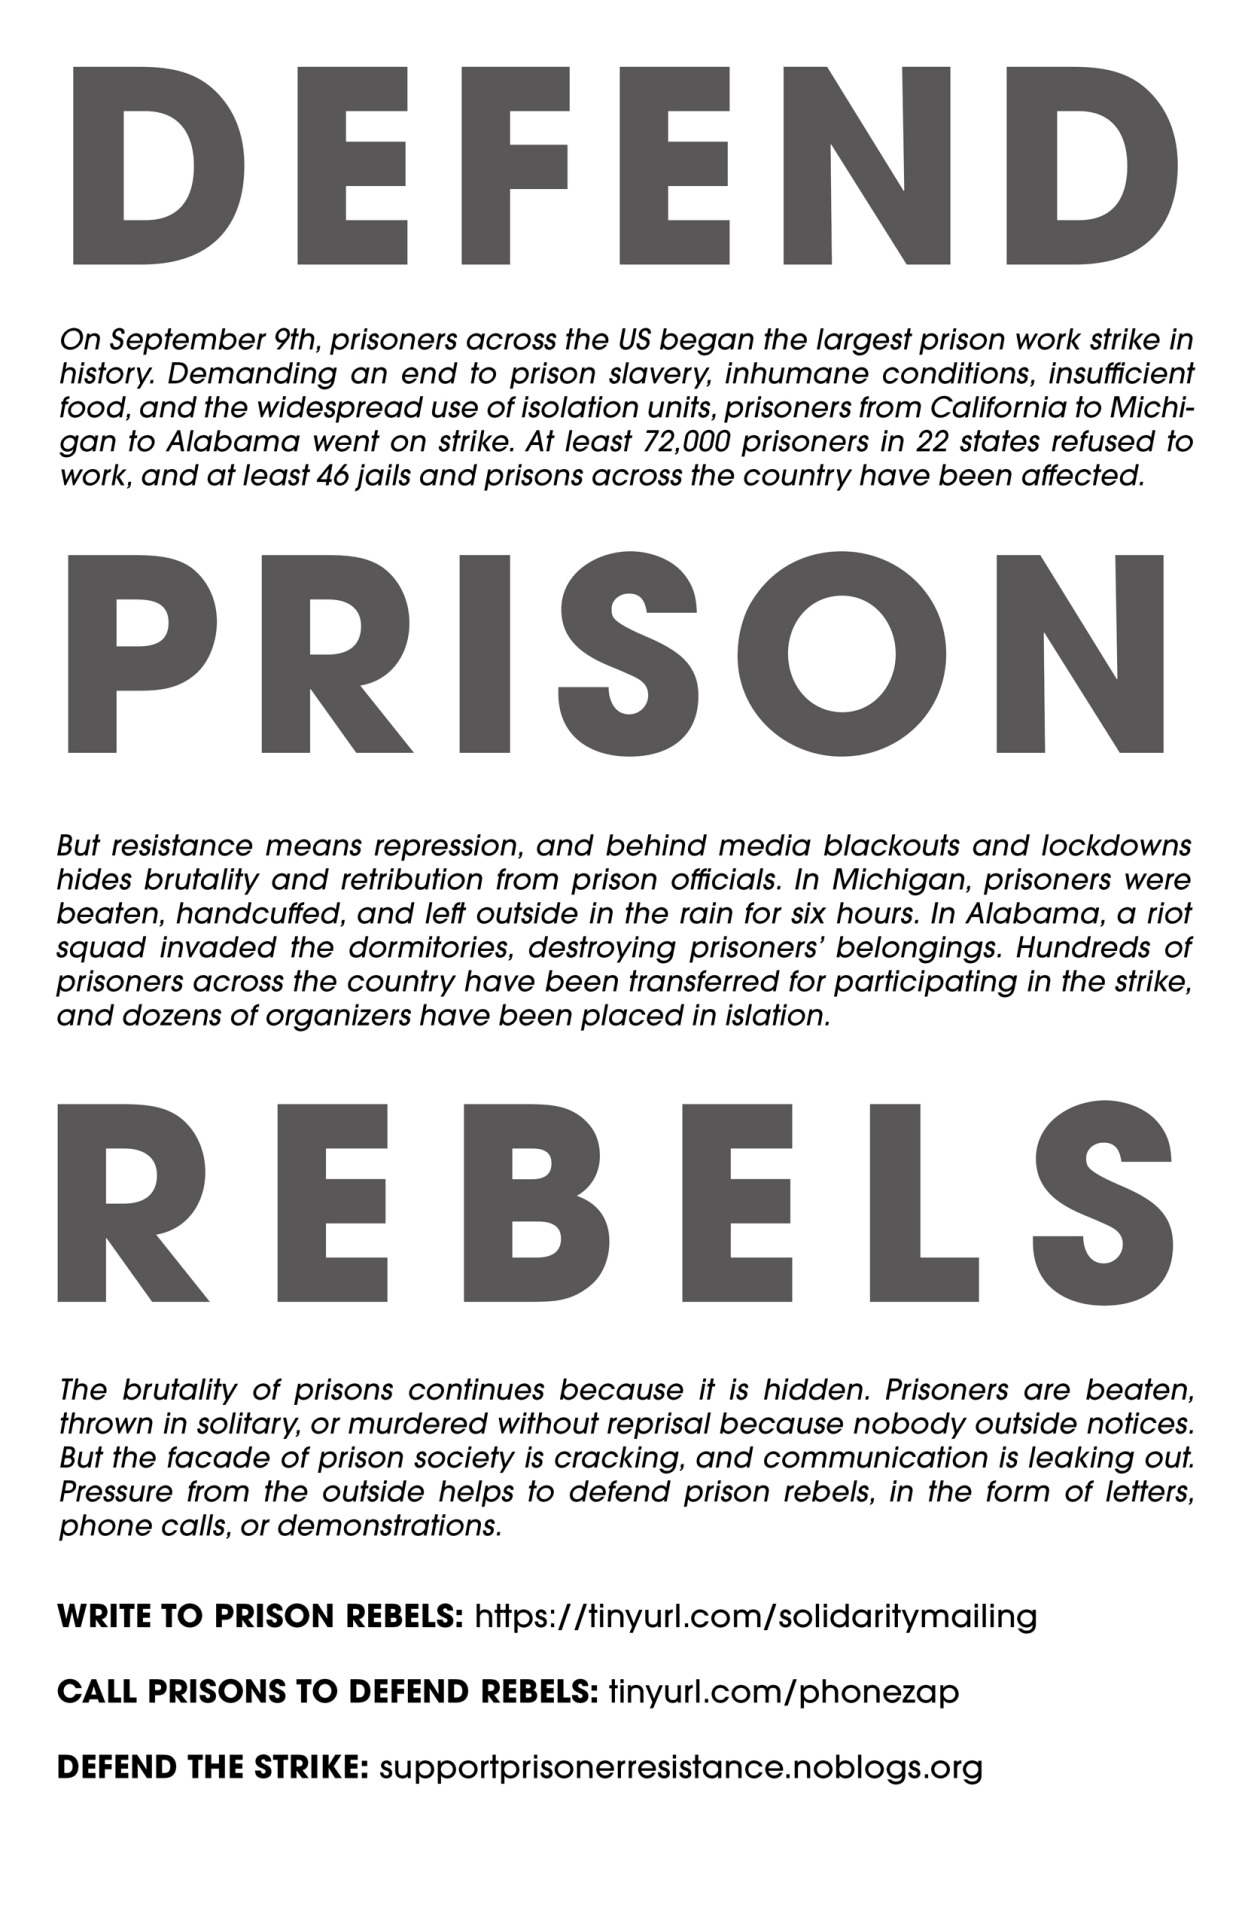 DEFEND
On September 9th, prisoners across the US began the largest prison work strike in
history. Demanding an end to prison slavery, inhumane conditions, insufficient
food, and the widespread use of isolation units, prisoners from California to Michi-
gan to Alabama went on strike. At least 72,000 prisoners in 22 states refused to
work, and at least 46 jails and prisons across the country have been affected.
PRISON
But resistance means repression, and behind media blackouts and lockdowns
hides brutality and retribution from prison officials. In Michigan, prisoners were
beaten, handcuffed, and left outside in the rain for six hours. In Alabama, a riot
squad invaded the dormitories, destroying prisoners’ belongings. Hundreds of
prisoners across the country have been transferred for participating in the strike,
and dozens of organizers have been placed in islation.
REBELS
The brutality of prisons continues because it is hidden. Prisoners are beaten,
thrown in solitary, or murdered without reprisal because nobody outside notices.
But the facade of prison society is cracking, and communication is leaking out.
Pressure from the outside helps to defend prison rebels, in the form of letters,
phone calls, or demonstrations.
WRITE TO PRISON REBELS: https://tinyurl.com/solidaritymailing
CALL PRISONS TO DEFEND REBELS: tinyurl.com/phonezap
DEFEND THE STRIKE: supportprisonerresistance.noblogs.org